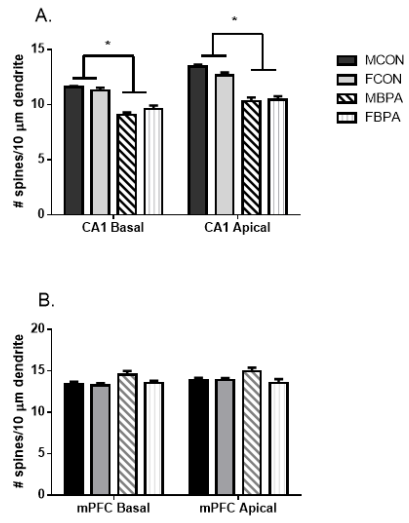 A.
*
*
# spines/10 µm dendrite
15
10
5
0
CA1 Basal
CA1 Apical
MCON
FCON
MBPA
FBPA
B.
# spines/10 µm dendrite
20
15
10
5
0
mPFC Basal
mPFC Apical